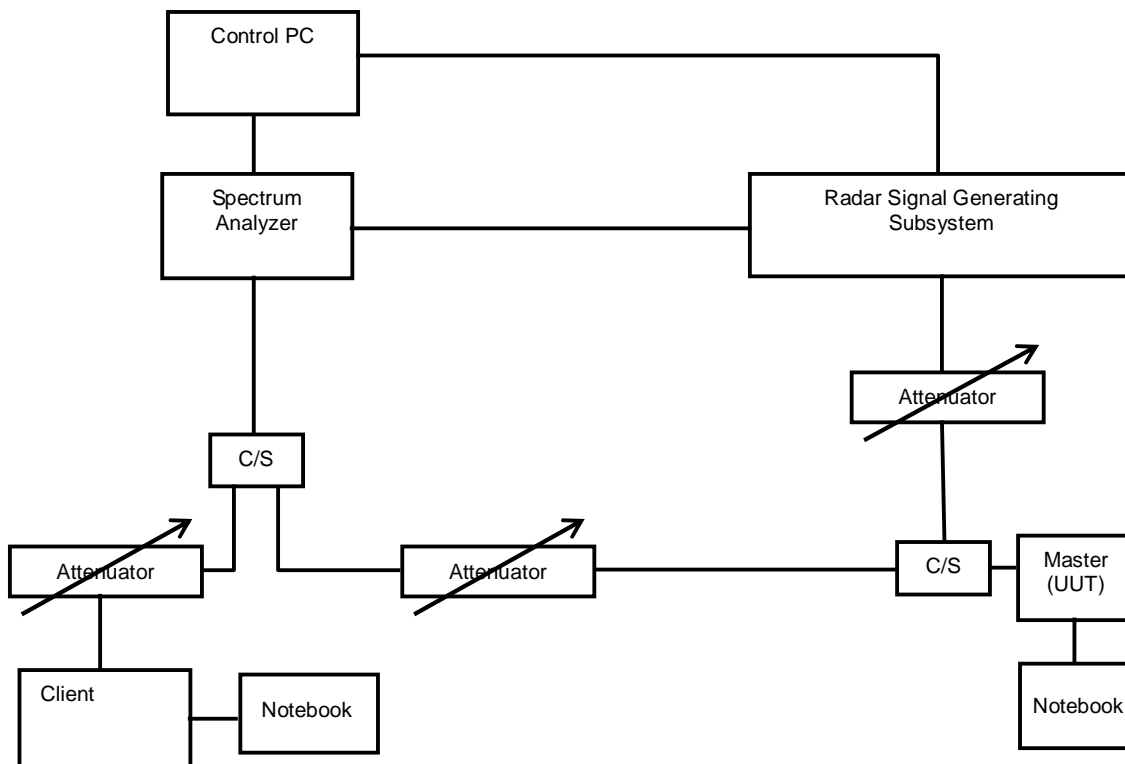 Control PC
Spectrum
Analyzer
Radar Signal Generating
Subsystem
Attenuator
C/S
Attenuator
Attenuator
C/S
Master
(UUT)
Client
Notebook
Notebook